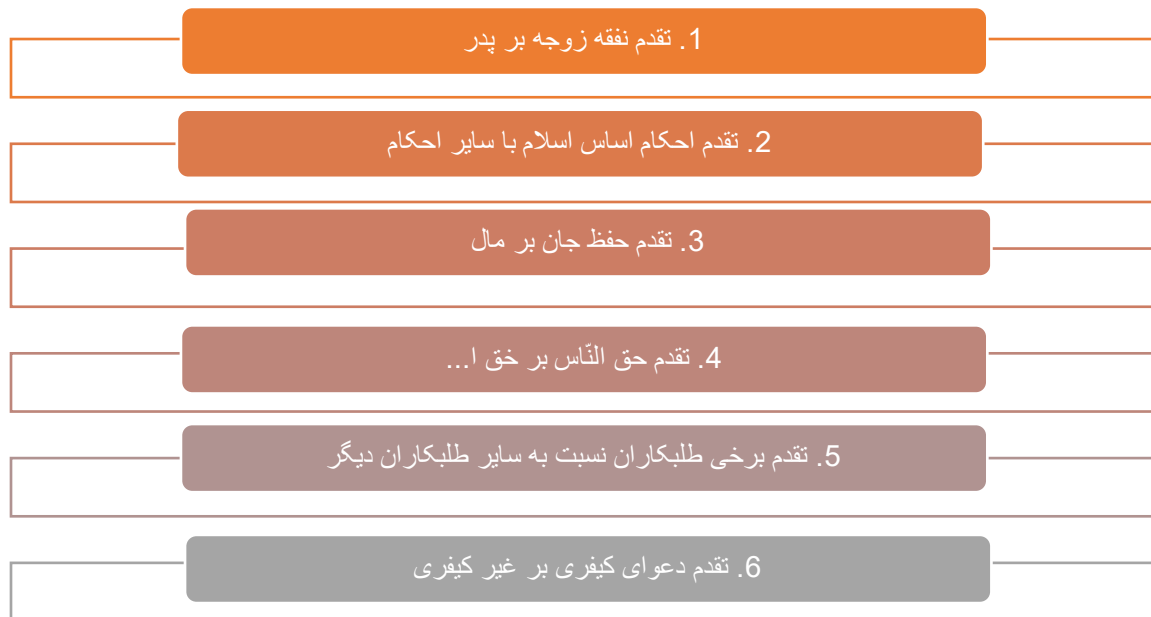 1. تقدم نفقه زوجه بر پدر
2. تقدم احکام اساس اسلام با سایر احکام
3. تقدم حفظ جان بر مال
4. تقدم حق النّاس بر خق ا...
5. تقدم برخی طلبکاران نسبت به سایر طلبکاران دیگر
6. تقدم دعوای کیفری بر غیر کیفری